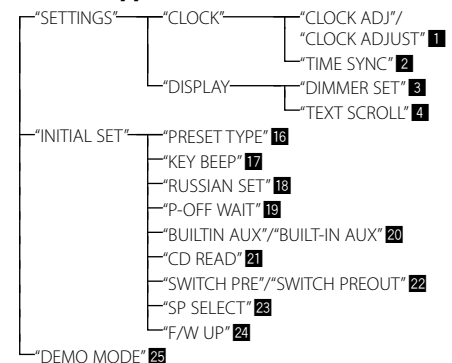 "SETTINGS" "CLOCK" "CLOCK ADJ"/
"CLOCK ADJUST" 1
"TIME SYNC" 2
"DISPLAY "DIMMER SET" 3
"TEXT SCROLL" 4
"INITIAL SET" "PRESET TYPE" 16
"KEY BEEP" 17
"RUSSIAN SET" 18
"P-OFF WAIT" 19
"BUILTIN AUX"/"BUILT-IN AUX" 20
"CD READ" 21
"SWITCH PRE"/"SWITCH PREOUT" 22
"SP SELECT" 23
"F/W UP" 24
"DEMO MODE" 25